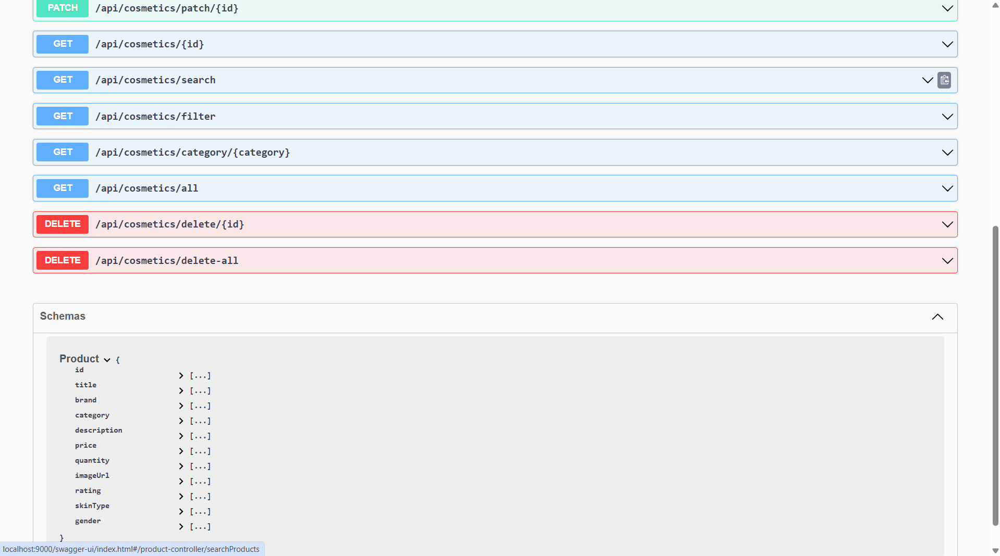 PATCH /api/cosmetics/patch/{id}
GET /api/cosmetics/{id}
GET /api/cosmetics/search
GET /api/cosmetics/filter
GET /api/cosmetics/category/{category}
GET /api/cosmetics/all
DELETE /api/cosmetics/delete/{id}
DELETE /api/cosmetics/delete-all
Schemas
Product {
id [...]
title [...]
brand [...]
category [...]
description [...]
price [...]
quantity [...]
imageUrl [...]
rating [...]
skinType [...]
gender [...]
}
localhost:9000/swagger-ui/index.html#/product-controller/searchProducts